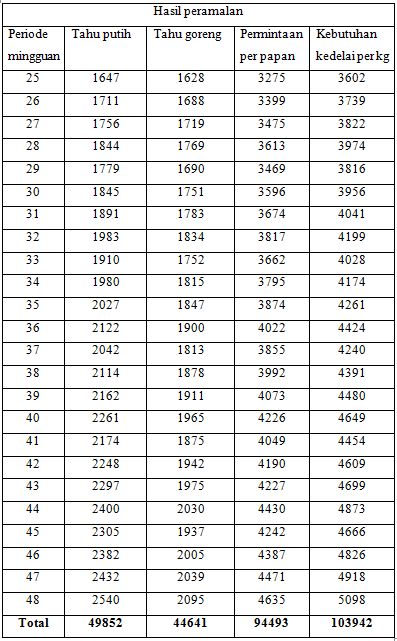 Hasil peramalan
Periode mingguan Tahu putih Tahu goreng Permintaan per papan Kebutuhan kedelai per kg
25 1647 1628 3275 3602
26 1711 1688 3399 3739
27 1756 1719 3475 3822
28 1844 1769 3613 3974
29 1779 1690 3469 3816
30 1845 1751 3596 3956
31 1891 1783 3674 4041
32 1983 1834 3817 4199
33 1910 1752 3662 4028
34 1980 1815 3795 4174
35 2027 1847 3874 4261
36 2122 1900 4022 4424
37 2042 1813 3855 4240
38 2114 1878 3992 4391
39 2162 1911 4073 4480
40 2261 1965 4226 4649
41 2174 1875 4049 4454
42 2248 1942 4190 4609
43 2297 1975 4227 4699
44 2400 2030 4430 4873
45 2305 1937 4242 4666
46 2382 2005 4387 4826
47 2432 2039 4471 4918
48 2540 2095 4635 5098
Total 49852 44641 94493 103942